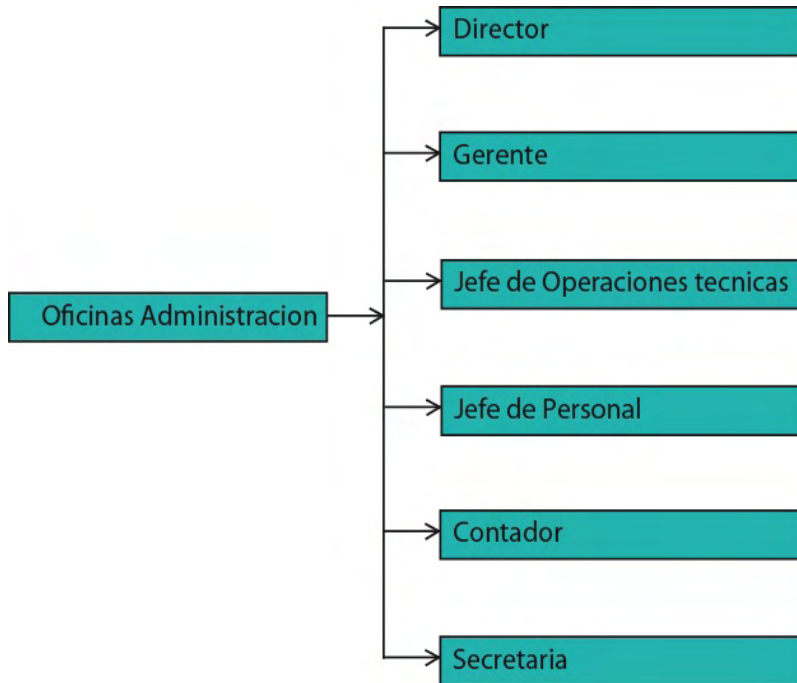 Director
Gerente
Jefe de Operaciones tecnicas
Oficinas Administracion
Jefe de Personal
Contador
Secretaria